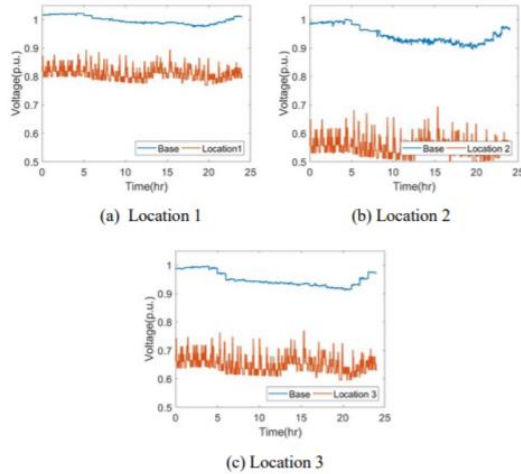 1
0.9
0.8
0.7
0.6
0.5
Voltage(p.u.)
Base Location1
0 5 10 15 20 25
Time(hr)
(a) Location 1
1
0.9
0.8
0.7
0.6
0.5
Voltage(p.u.)
Base Location 2
0 5 10 15 20 25
Time(hr)
(b) Location 2
1
0.9
0.8
0.7
0.6
0.5
Voltage(p.u.)
Base Location 3
0 5 10 15 20 25
Time(hr)
(c) Location 3